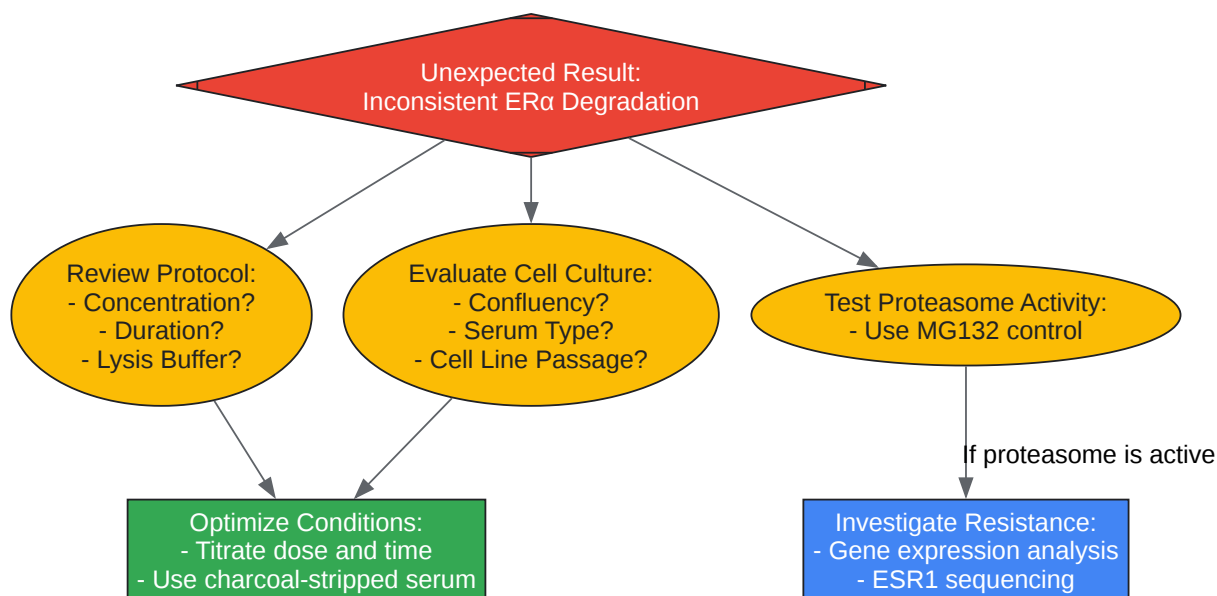 Unexpected Result:
Inconsistent ERα Degradation
Review Protocol:
- Concentration?
- Duration?
- Lysis Buffer?
Evaluate Cell Culture:
- Confluency?
- Serum Type?
- Cell Line Passage?
Test Proteasome Activity:
- Use MG132 control
If proteasome is active
Optimize Conditions:
- Titrate dose and time
- Use charcoal-stripped serum
Investigate Resistance:
- Gene expression analysis
- ESR1 sequencing